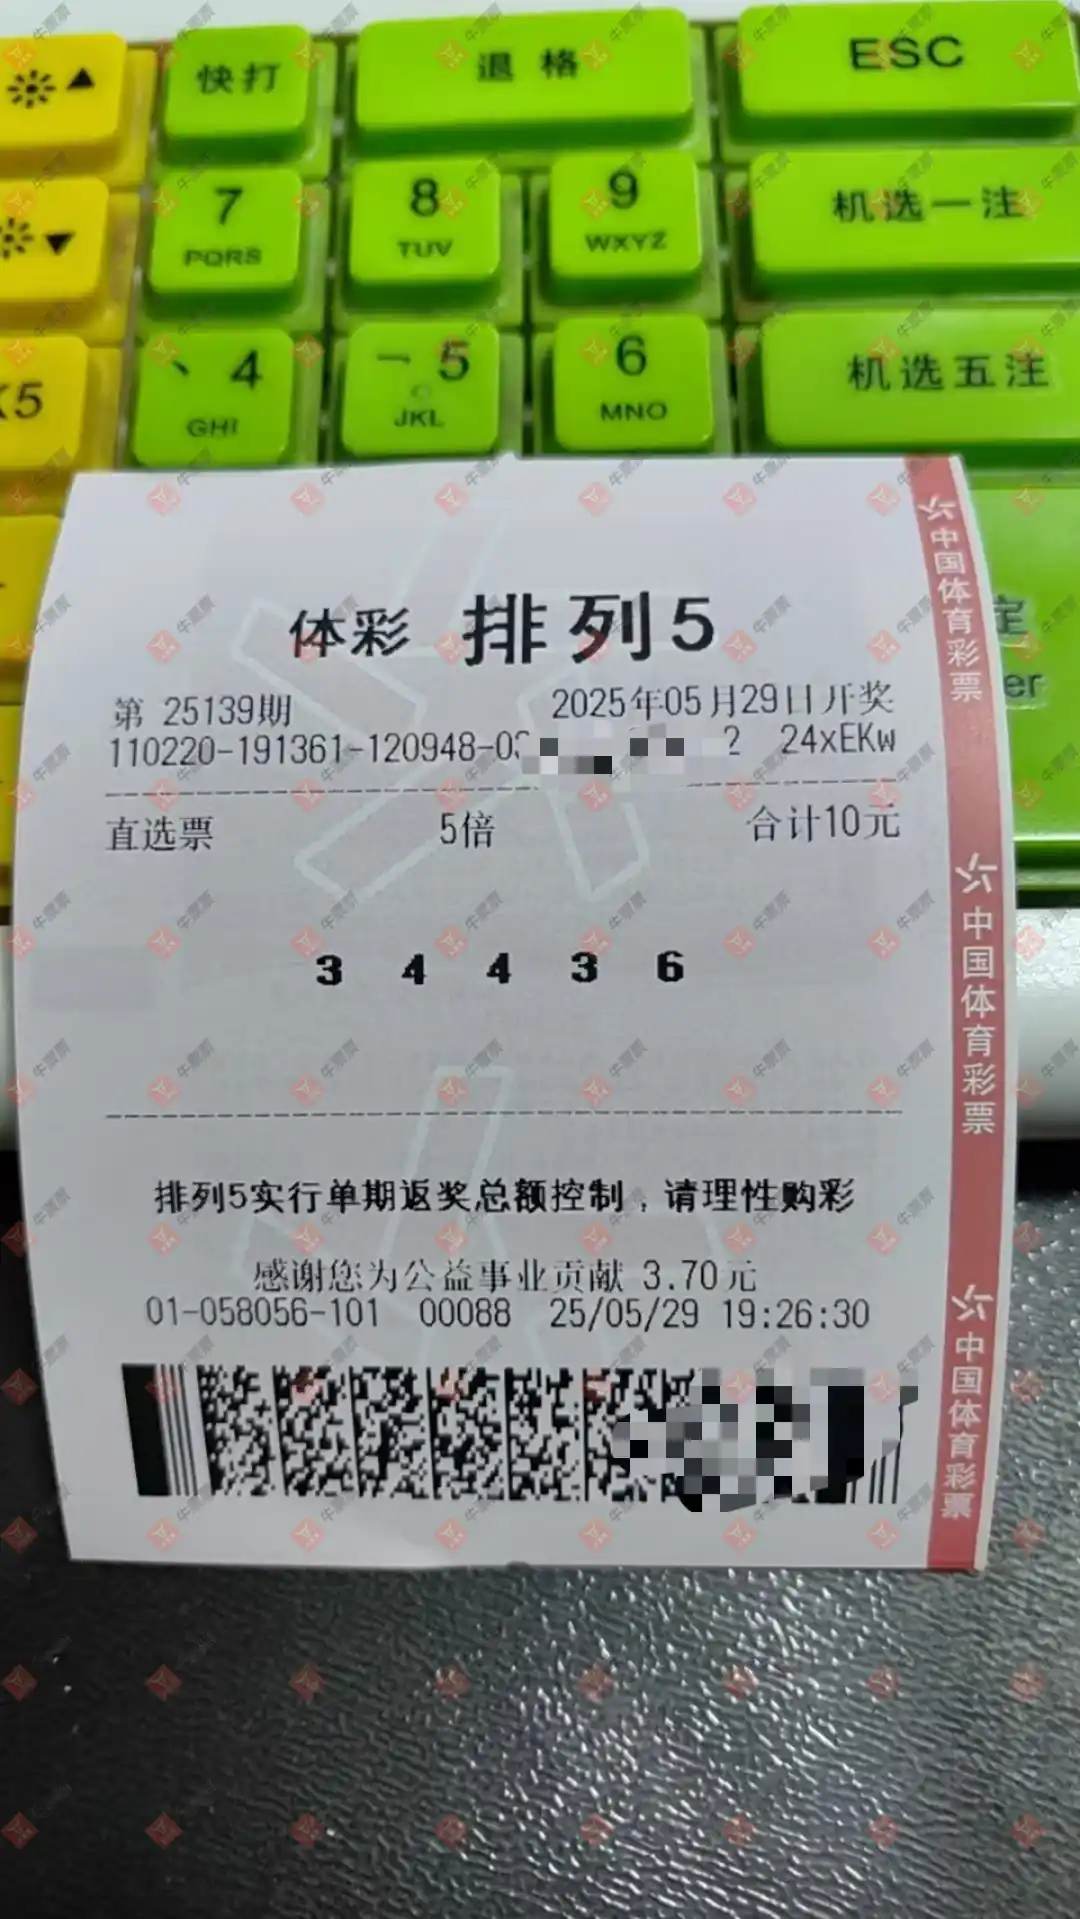 快打 退格 ESC
7 8 9 机选一注
PQRS TUV WXYZ
4 5 6 机选五注
GHI JKL MNO
体彩 排列5
第 25139期 2025年05月29日开奖
110220-191361-120948-0 2 24xEKw
直选票 5倍 合计10元
3 4 4 3 6
排列5实行单期返奖总额控制，请理性购彩
感谢您为公益事业贡献 3.70元
01-058056-101 00088 25/05/29 19:26:30
中国体育彩票
中国体育彩票
中国体育彩票
牛票票